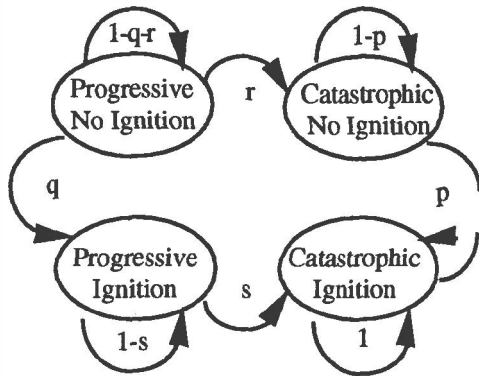 1-q-r
1-p
Progressive
No Ignition
r
Catastrophic
No Ignition
q
p
Progressive
Ignition
s
Catastrophic
Ignition
1-s
1